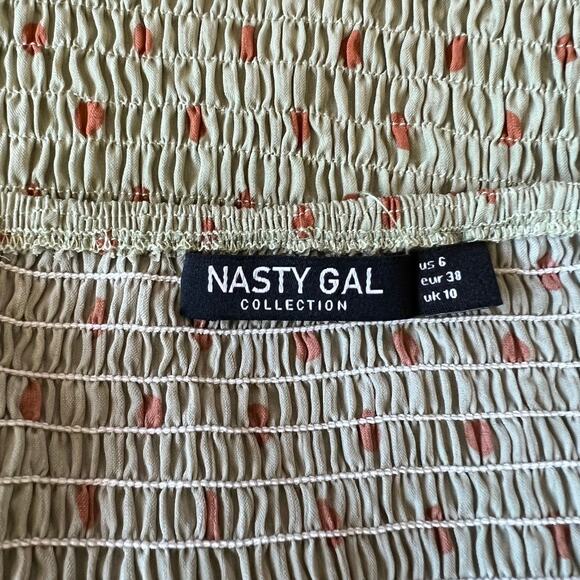 NASTY GAL
COLLECTION
us 6
eur 38
uk 10